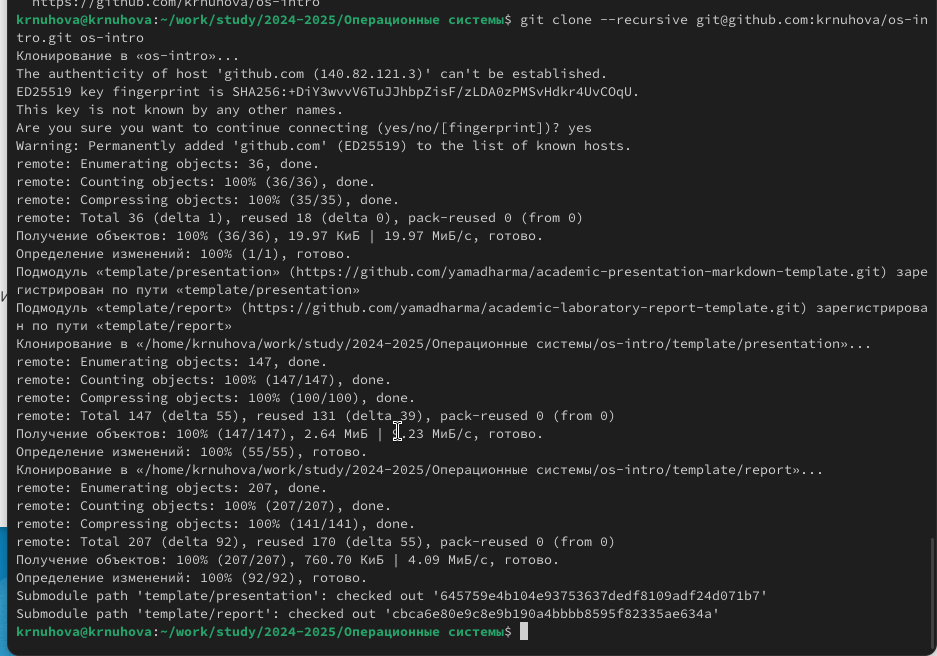 https://github.com/krnuhova/os-intro
krnuhova@krnuhova:~/work/study/2024-2025/Операционные системы$ git clone --recursive git@github.com:krnuhova/os-in
tro.git os-intro
Клонирование в «os-intro»...
The authenticity of host 'github.com (140.82.121.3)' can't be established.
ED25519 key fingerprint is SHA256:+DiY3wvvV6TuJJhbpZisF/zLDA0zPMSvHdkr4UvCOqU.
This key is not known by any other names.
Are you sure you want to continue connecting (yes/no/[fingerprint])? yes
Warning: Permanently added 'github.com' (ED25519) to the list of known hosts.
remote: Enumerating objects: 36, done.
remote: Counting objects: 100% (36/36), done.
remote: Compressing objects: 100% (35/35), done.
remote: Total 36 (delta 1), reused 18 (delta 0), pack-reused 0 (from 0)
Получение объектов: 100% (36/36), 19.97 КиБ | 19.97 МиБ/с, готово.
Определение изменений: 100% (1/1), готово.
Подмодуль «template/presentation» (https://github.com/yamadharma/academic-presentation-markdown-template.git) заре
гистрирован по пути «template/presentation»
Подмодуль «template/report» (https://github.com/yamadharma/academic-laboratory-report-template.git) зарегистрирова
н по пути «template/report»
Клонирование в «/home/krnuhova/work/study/2024-2025/Операционные системы/os-intro/template/presentation»...
remote: Enumerating objects: 147, done.
remote: Counting objects: 100% (147/147), done.
remote: Compressing objects: 100% (100/100), done.
remote: Total 147 (delta 55), reused 131 (delta 39), pack-reused 0 (from 0)
Получение объектов: 100% (147/147), 2.64 МиБ | .23 МиБ/с, готово.
Определение изменений: 100% (55/55), готово.
Клонирование в «/home/krnuhova/work/study/2024-2025/Операционные системы/os-intro/template/report»...
remote: Enumerating objects: 207, done.
remote: Counting objects: 100% (207/207), done.
remote: Compressing objects: 100% (141/141), done.
remote: Total 207 (delta 92), reused 170 (delta 55), pack-reused 0 (from 0)
Получение объектов: 100% (207/207), 760.70 КиБ | 4.09 МиБ/с, готово.
Определение изменений: 100% (92/92), готово.
Submodule path 'template/presentation': checked out '645759e4b104e93753637dedf8109adf24d071b7'
Submodule path 'template/report': checked out 'cbca6e80e9c8e9b190a4bbbb8595f82335ae634a'
krnuhova@krnuhova:~/work/study/2024-2025/Операционные системы$